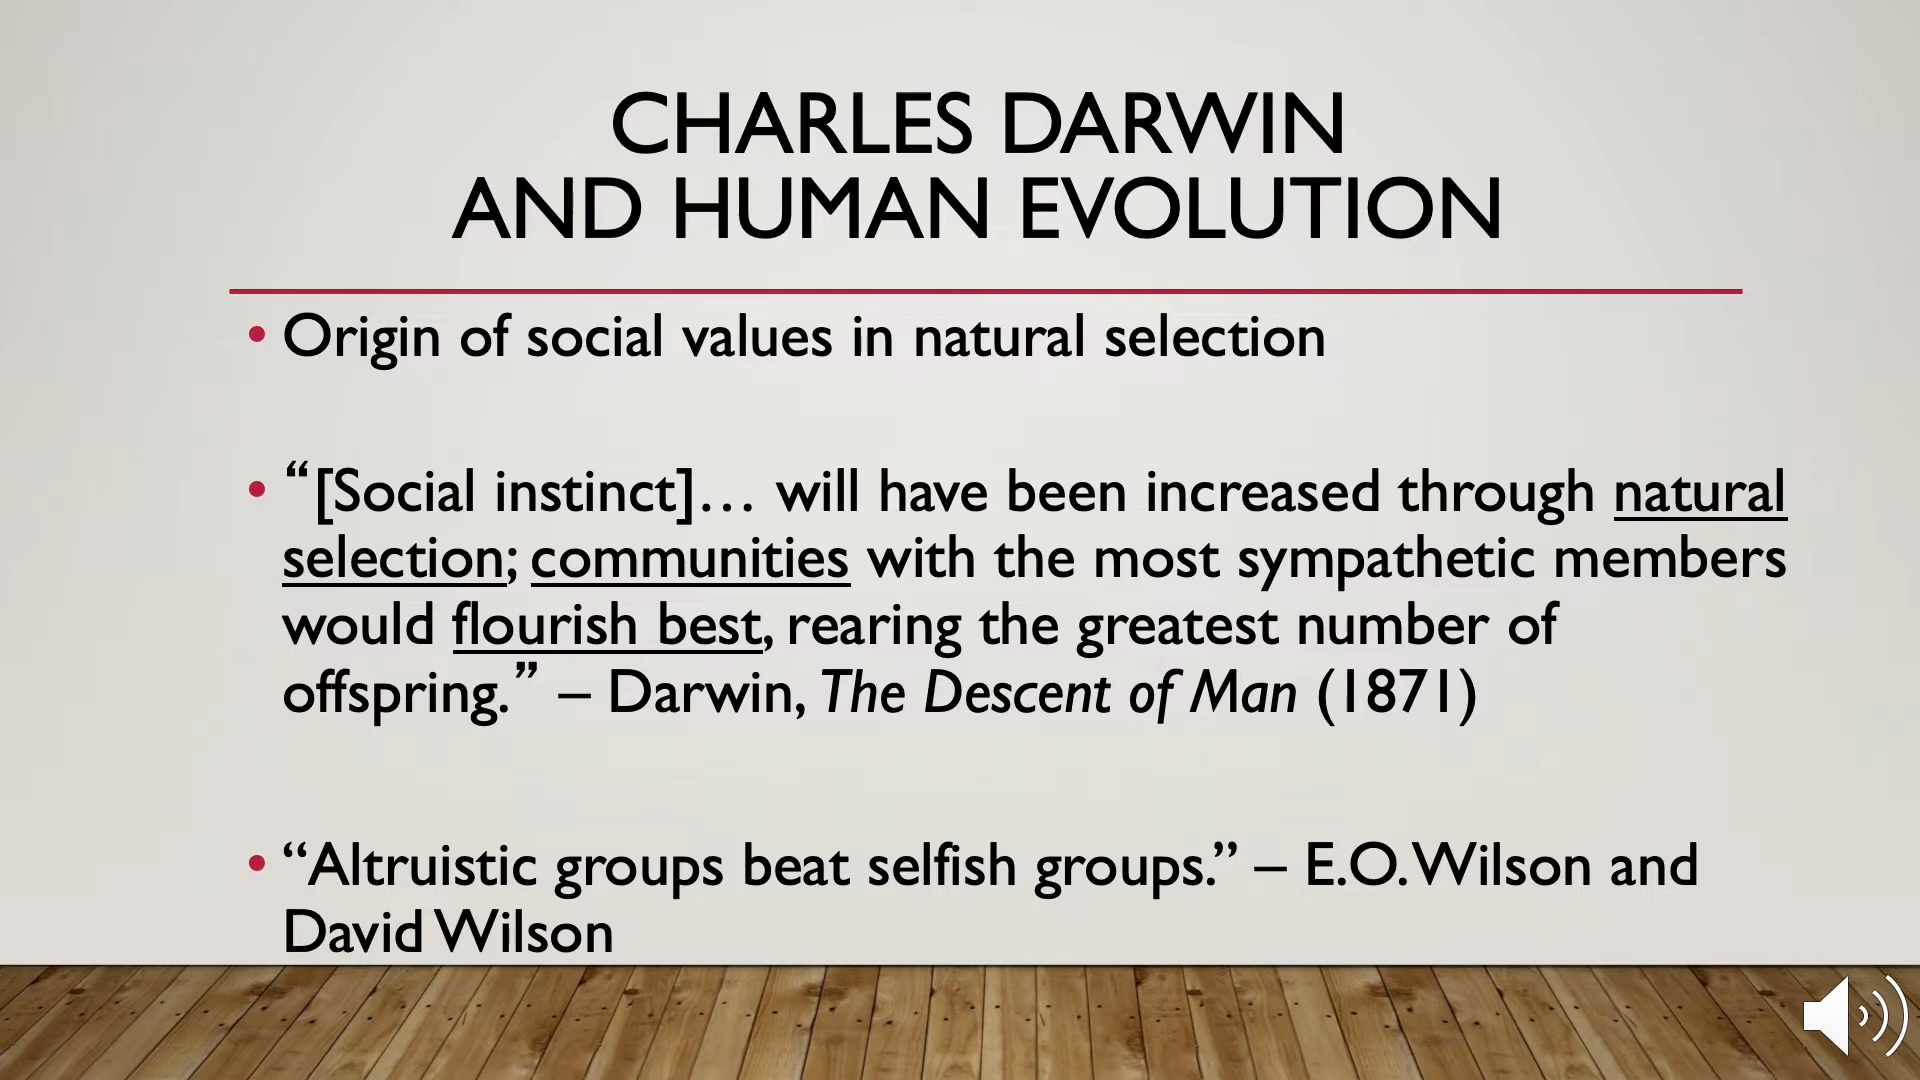 CHARLES DARWIN
AND HUMAN EVOLUTION
• Origin of social values in natural selection
• “[Social instinct]… will have been increased through natural
selection; communities with the most sympathetic members
would flourish best, rearing the greatest number of
offspring.” – Darwin, The Descent of Man (1871)
• “Altruistic groups beat selfish groups.” – E.O. Wilson and
David Wilson